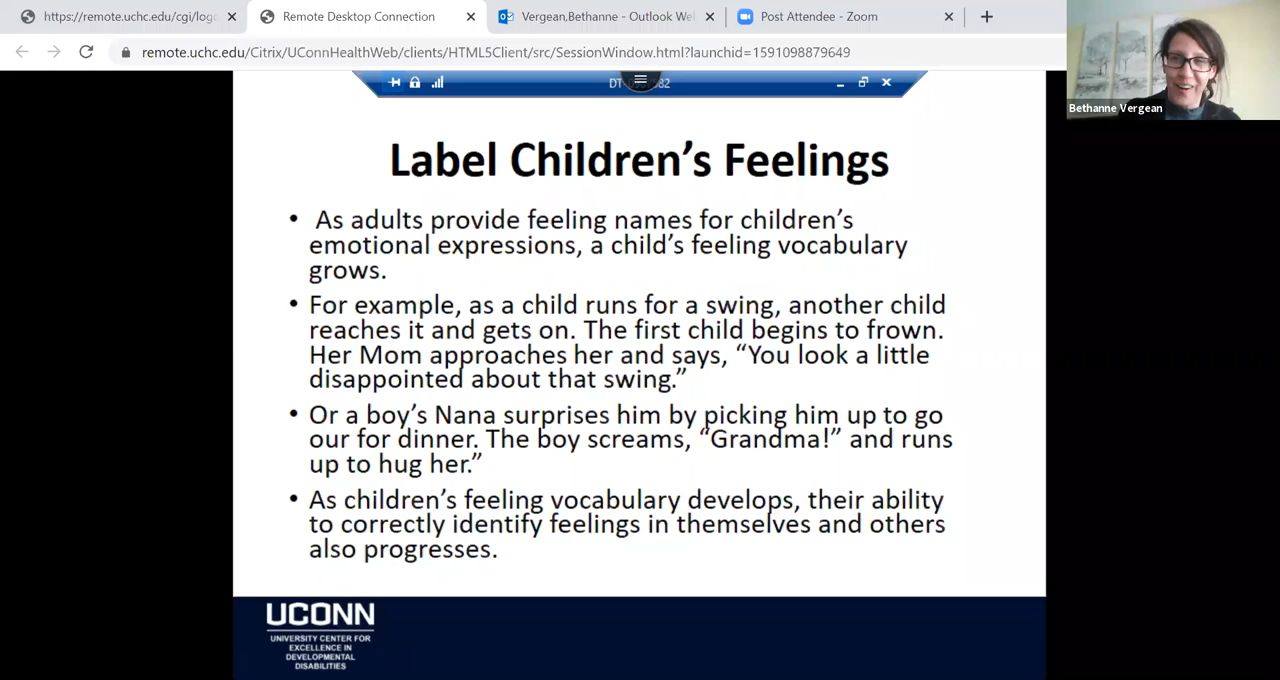 https://remote.uchc.edu/cgi/logo
Remote Desktop Connection
Vergean,Bethanne - Outlook We
Post Attendee - Zoom
remote.uchc.edu/Citrix/UConnHealthWeb/clients/HTML5Client/src/SessionWindow.html?launchid=1591098879649
Bethanne Vergean
Label Children’s Feelings
• As adults provide feeling names for children’s
emotional expressions, a child’s feeling vocabulary
grows.
• For example, as a child runs for a swing, another child
reaches it and gets on. The first child begins to frown.
Her Mom approaches her and says, “You look a little
disappointed about that swing.”
• Or a boy’s Nana surprises him by picking him up to go
our for dinner. The boy screams, “Grandma!” and runs
up to hug her.”
• As children’s feeling vocabulary develops, their ability
to correctly identify feelings in themselves and others
also progresses.
UCONN
UNIVERSITY CENTER FOR
EXCELLENCE IN
DEVELOPMENTAL
DISABILITIES